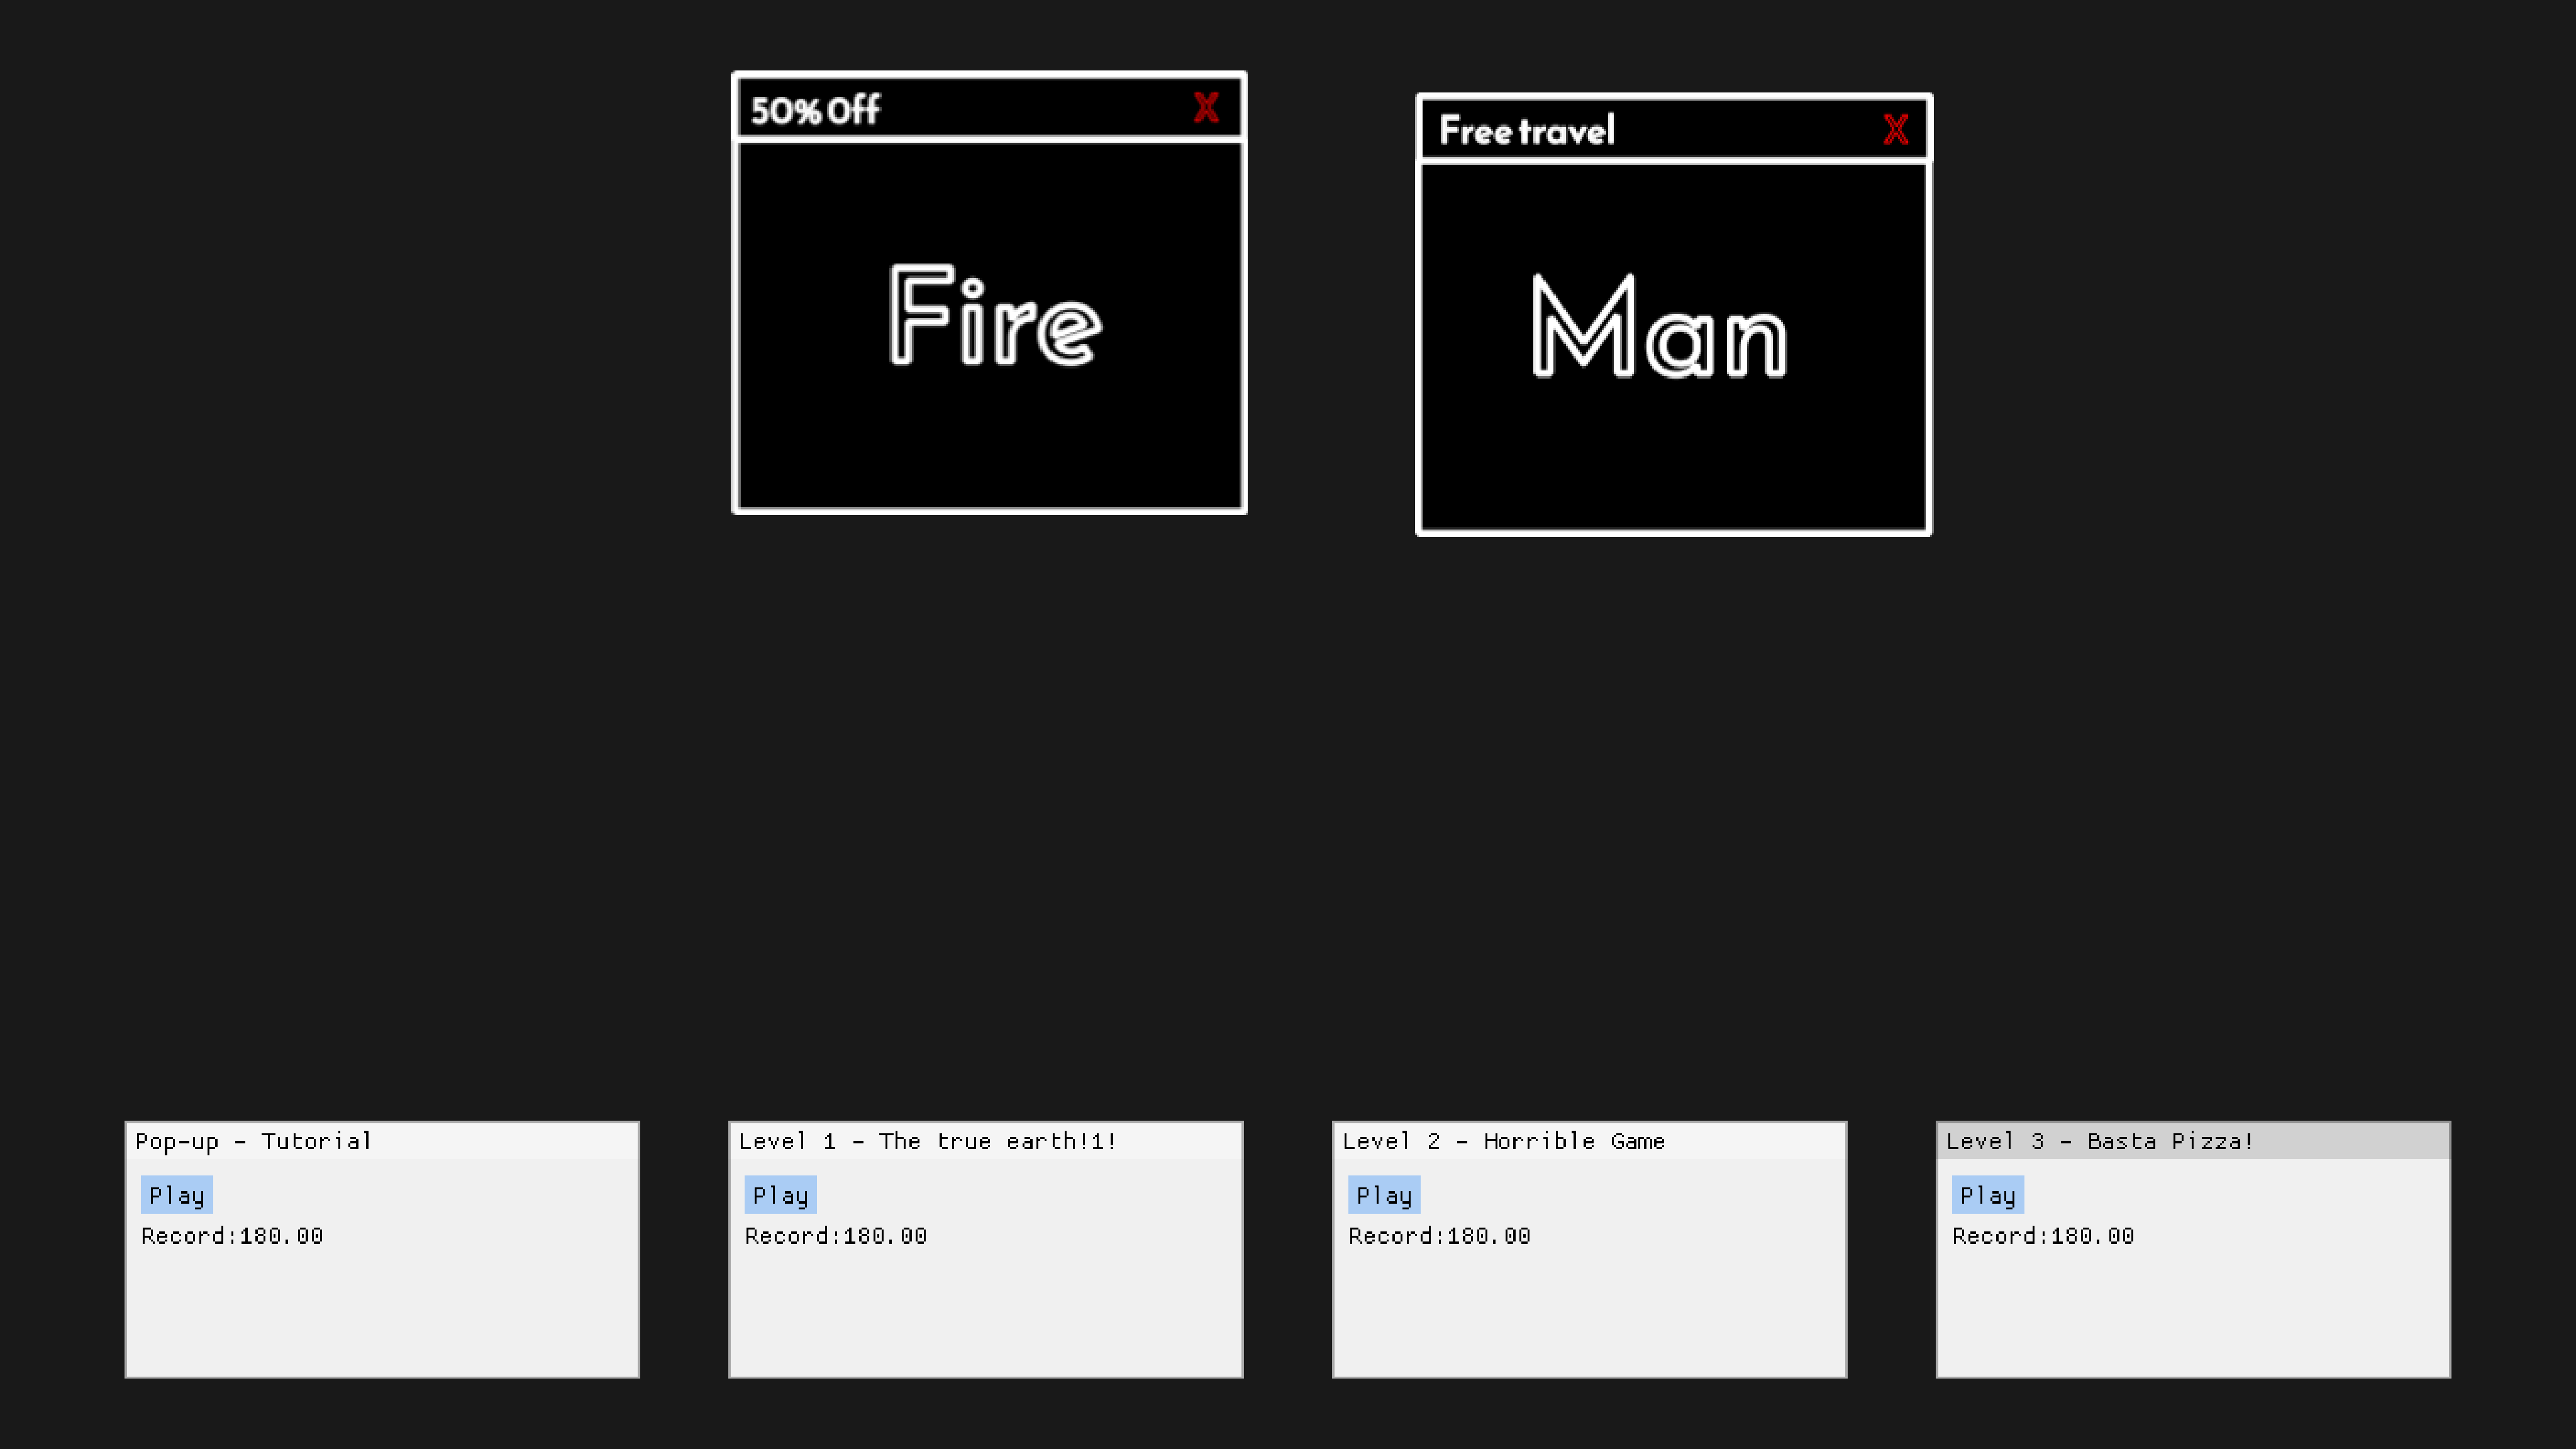 50% Off X
Fire
Free travel X
Man
Pop-up - Tutorial
Play
Record:180.00
Level 1 - The true earth!1!
Play
Record:180.00
Level 2 - Horrible Game
Play
Record:180.00
Level 3 - Basta Pizza!
Play
Record:180.00